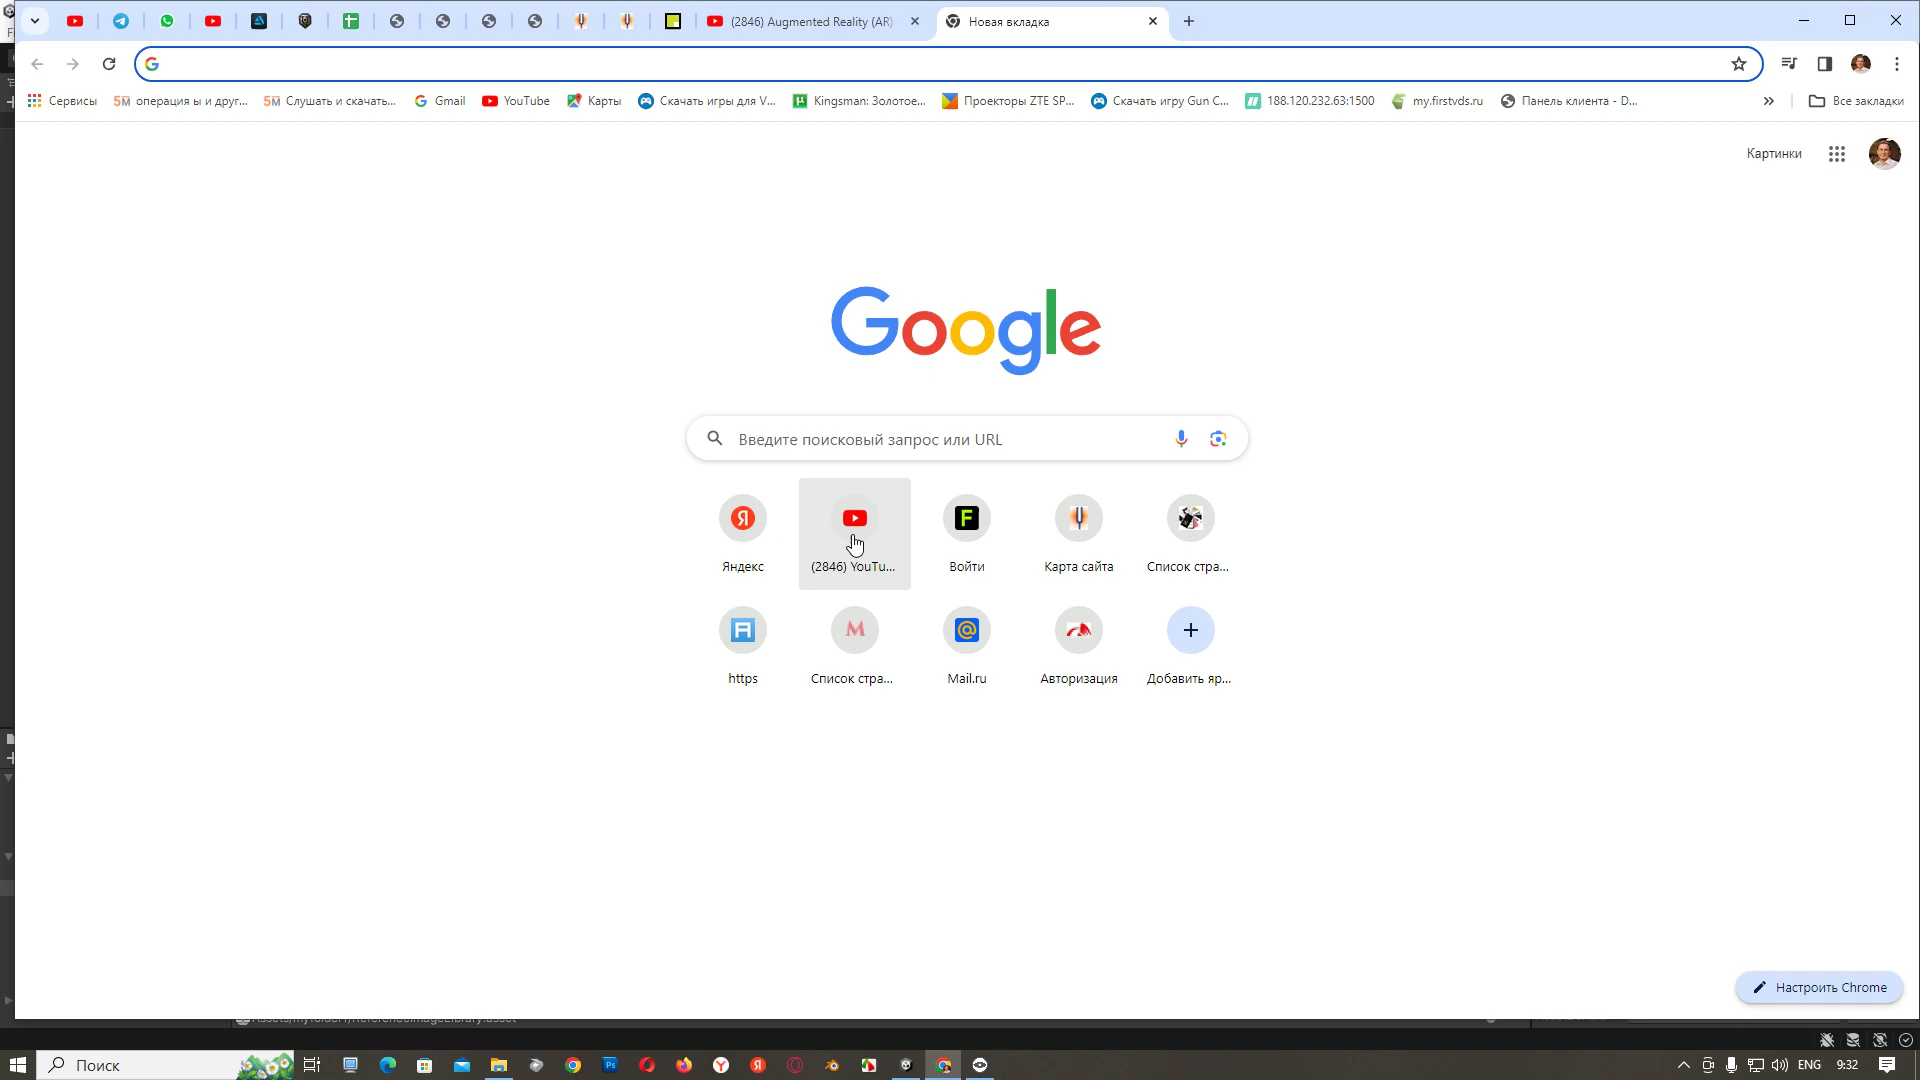 (2846) Augmented Reality (AR)
Новая вкладка
Сервисы
операция ы и друг...
Слушать и скачать...
Gmail
YouTube
Карты
Скачать игры для V...
Kingsman: Золотое...
Проекторы ZTE SP...
Скачать игру Gun C...
188.120.232.63:1500
my.firstvds.ru
Панель клиента - D...
Все закладки
Картинки
Google
Введите поисковый запрос или URL
Яндекс
(2846) YouTu...
Войти
Карта сайта
Список стра...
https
Список стра...
Mail.ru
Авторизация
Добавить яр...
Настроить Chrome
Поиск
ENG
9:32